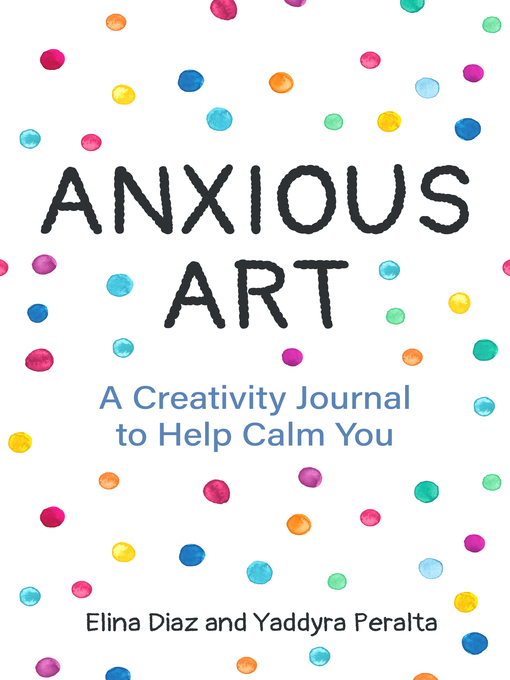 ANXIOUS
ART
A Creativity Journal
to Help Calm You
Elina Diaz and Yaddyra Peralta